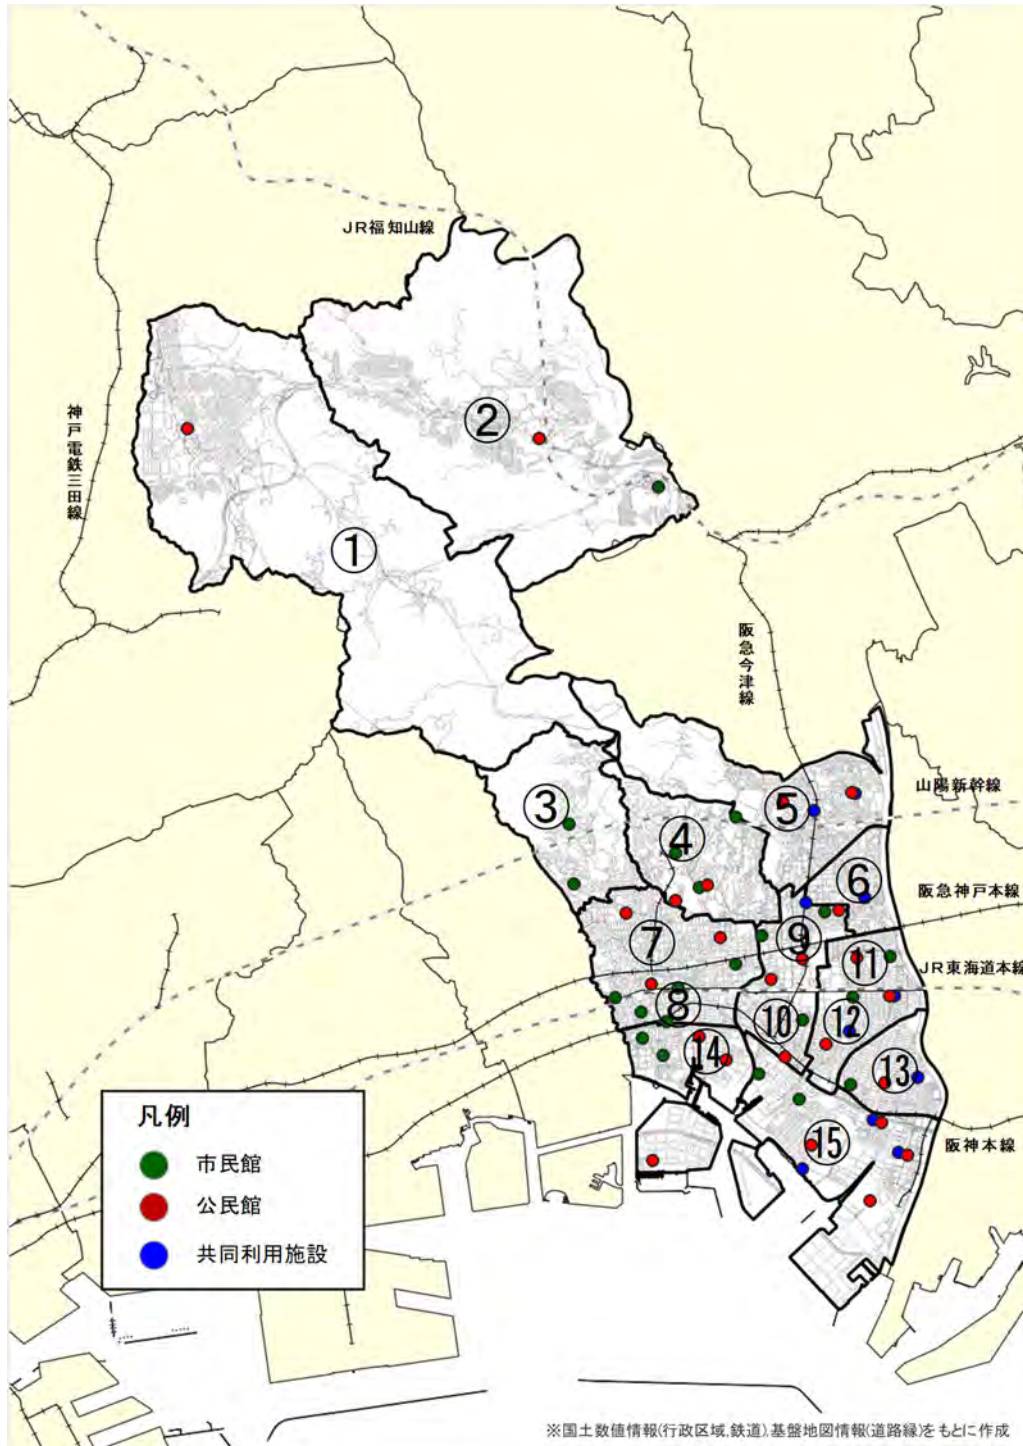 JR福知山線
神戸電鉄三田線
②
①
阪急今津線
山陽新幹線
③
⑤
④
⑥
阪急神戸本線
⑦
⑨
⑪
JR東海道本線
⑧
⑩
⑫
⑭
⑬
⑮
阪神本線
凡例
市民館
公民館
共同利用施設
※国土数値情報(行政区域,鉄道),基盤地図情報(道路縁)をもとに作成